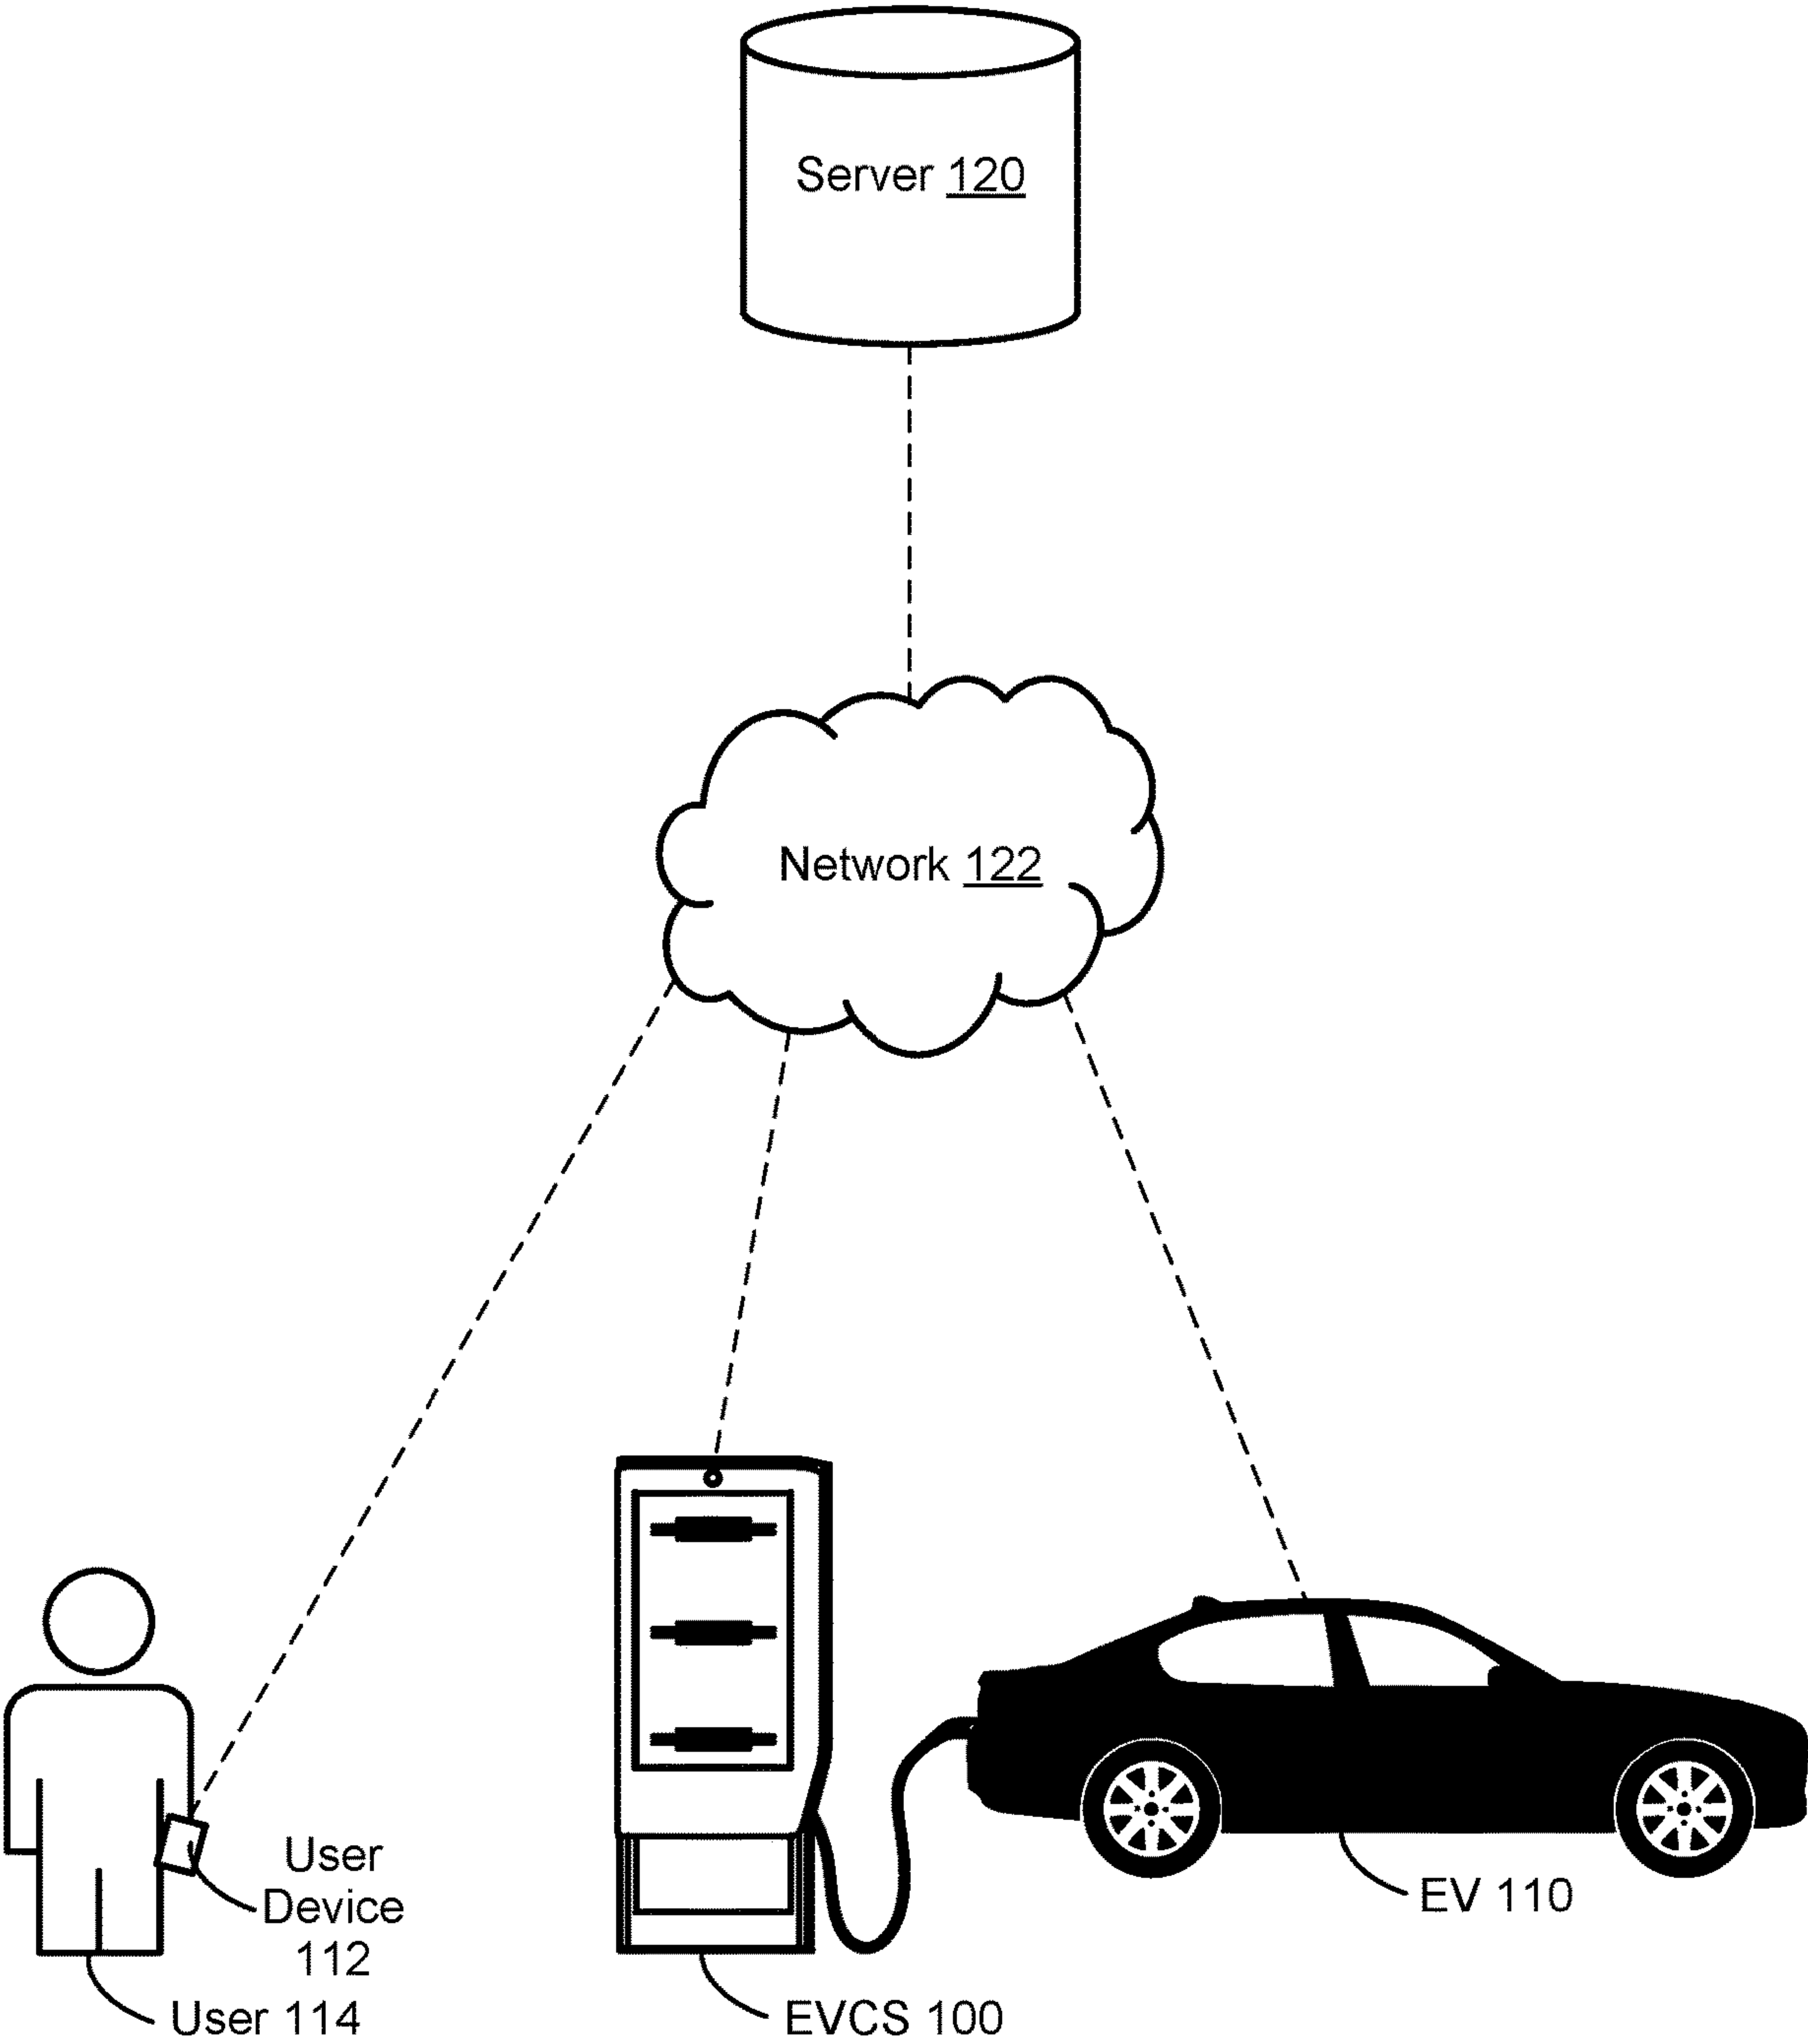 Server 120
Network 122
User
Device
112
User 114
EVCS 100
EV 110